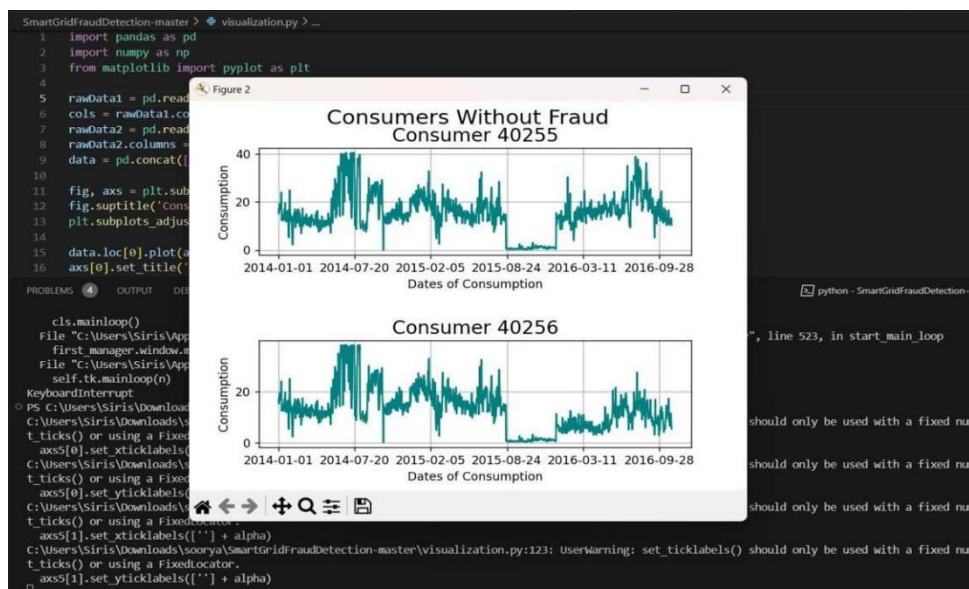 SmartGridFraudDetection-master > visualization.py > ...
1 import pandas as pd
2 import numpy as np
3 from matplotlib import pyplot as plt
4
5 rawData1 = pd.read
6 cols = rawData1.co
7 rawData2 = pd.read
8 rawData2.columns =
9 data = pd.concat([
10
11 fig, axs = plt.sub
12 fig.suptitle('Cons
13 plt.subplots_adjus
14
15 data.loc[0].plot(a
16 axs[0].set_title('
Figure 2
Consumers Without Fraud
Consumer 40255
40
20
0
Consumption
2014-01-01 2014-07-20 2015-02-05 2015-08-24 2016-03-11 2016-09-28
Dates of Consumption
Consumer 40256
20
0
Consumption
2014-01-01 2014-07-20 2015-02-05 2015-08-24 2016-03-11 2016-09-28
Dates of Consumption
PROBLEMS 4 OUTPUT DE
python - SmartGridFraudDetection-
cls.mainloop()
File "C:\Users\Siris\App
", line 523, in start_main_loop
first_manager.window.m
File "C:\Users\Siris\App
self.tk.mainloop(n)
KeyboardInterrupt
PS C:\Users\Siris\Download
C:\Users\Siris\Downloads\s
should only be used with a fixed nu
t_ticks() or using a Fixed
axs5[0].set_xticklabels(
C:\Users\Siris\Downloads\s
should only be used with a fixed nu
t_ticks() or using a Fixed
axs5[0].set_yticklabels(
C:\Users\Siris\Downloads\s
should only be used with a fixed nu
t_ticks() or using a FixedLocator.
axs5[1].set_xticklabels([''] + alpha)
C:\Users\Siris\Downloads\soorya\SmartGridFraudDetection-master\visualization.py:123: UserWarning: set_ticklabels() should only be used with a fixed nu
t_ticks() or using a FixedLocator.
axs5[1].set_yticklabels([''] + alpha)